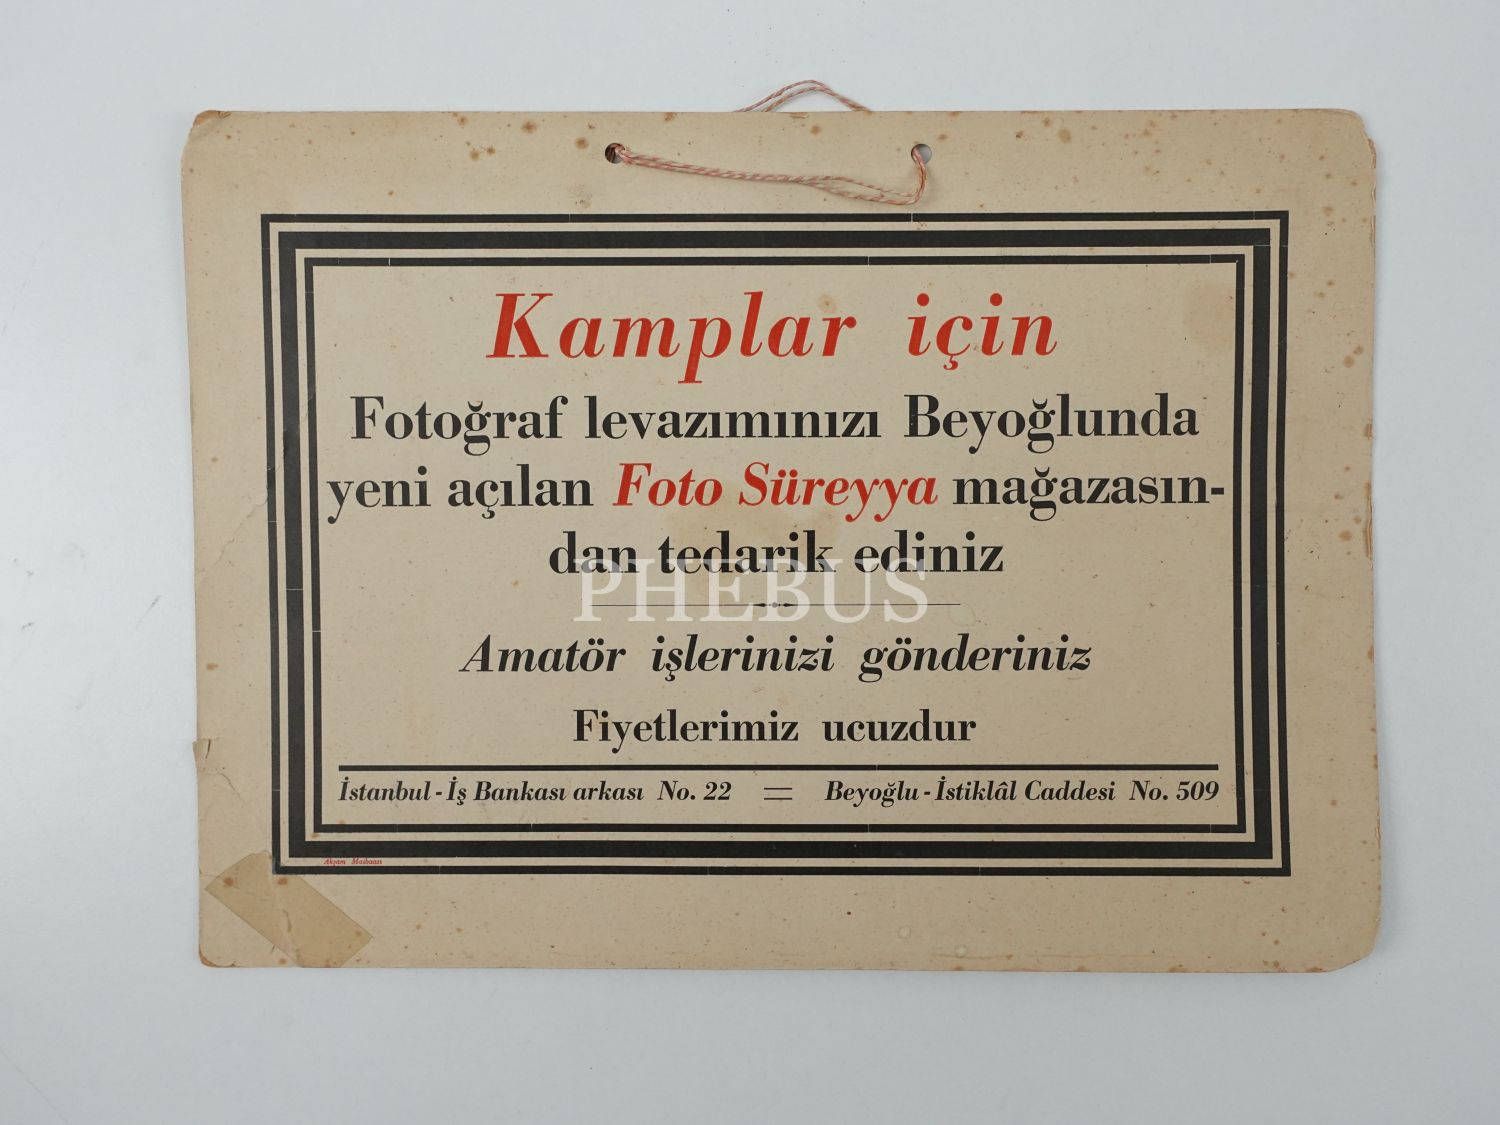 Kamplar için
Fotoğraf levazımınızı Beyoğlunda
yeni açılan Foto Süreyya mağazasın-
dan tedarik ediniz
PHEBUS
Amatör işlerinizi gönderiniz
Fiyetlerimiz ucuzdur
İstanbul - İş Bankası arkası No. 22 = Beyoğlu - İstiklâl Caddesi No. 509
Akşam Matbaası